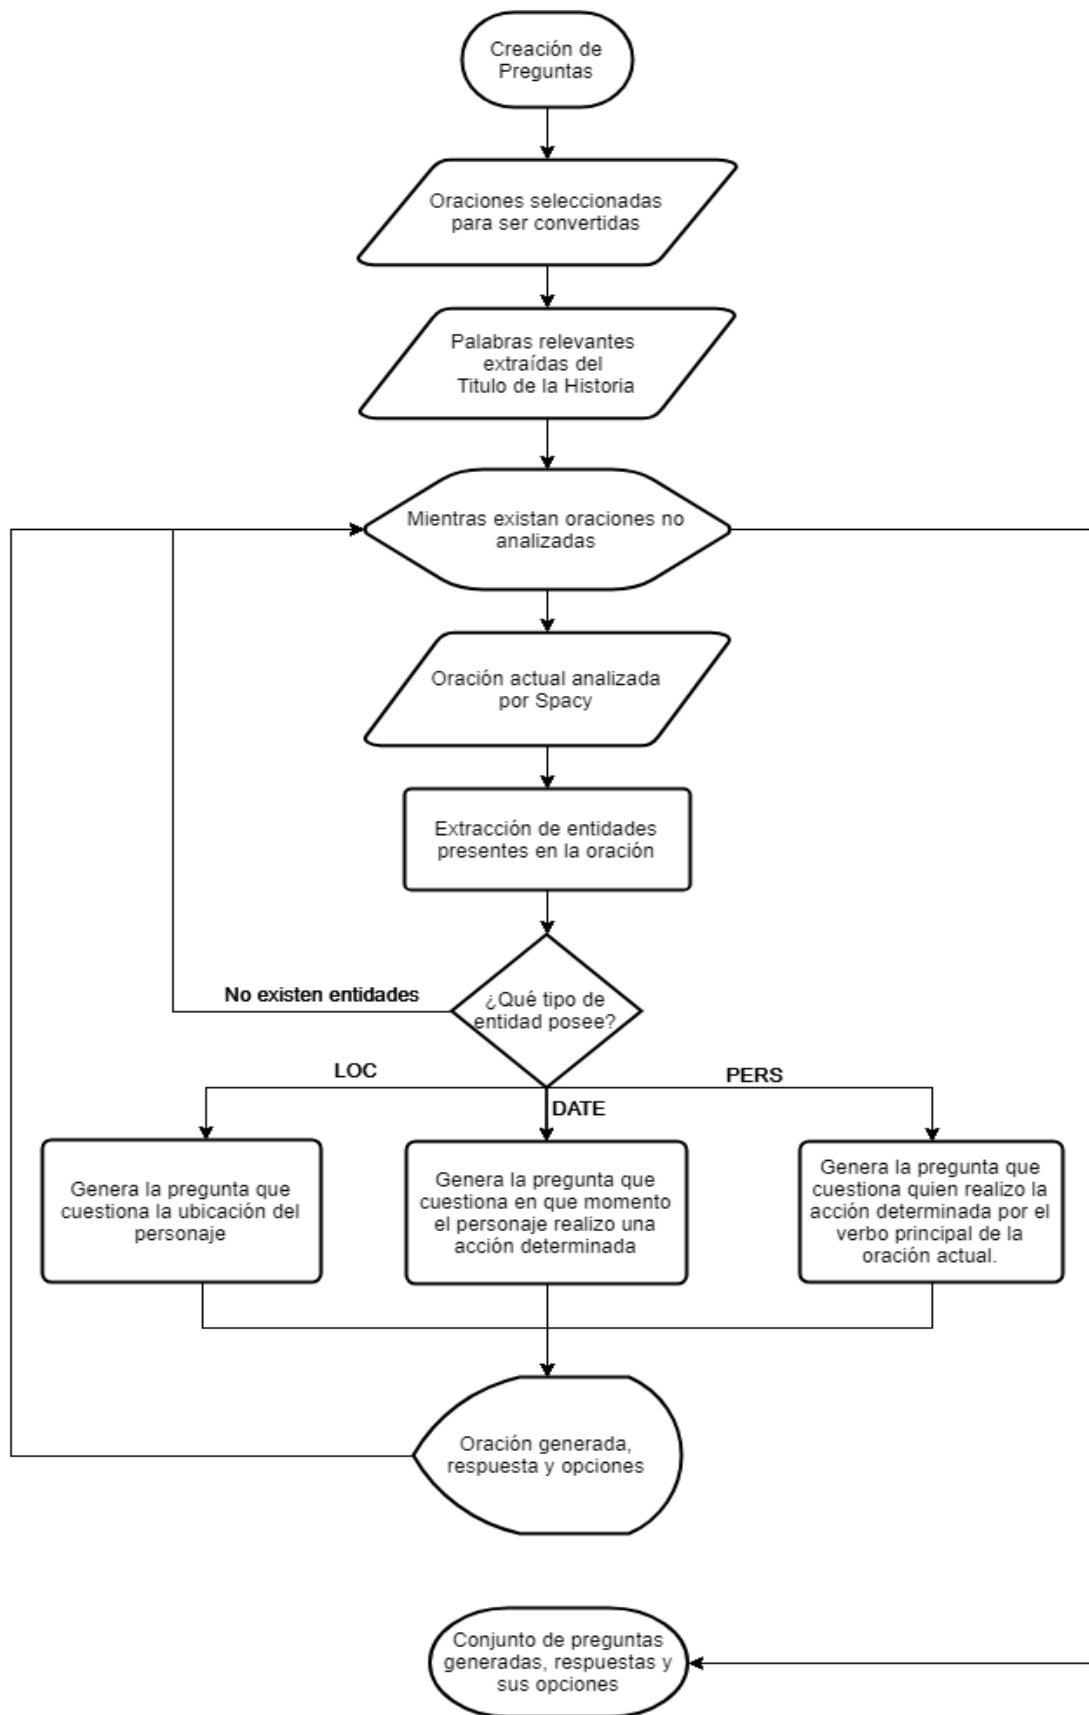 Creación de
Preguntas
Oraciones seleccionadas
para ser convertidas
Palabras relevantes
extraídas del
Titulo de la Historia
Mientras existan oraciones no
analizadas
Oración actual analizada
por Spacy
Extracción de entidades
presentes en la oración
¿Qué tipo de
entidad posee?
No existen entidades
LOC
DATE
PERS
Genera la pregunta que
cuestiona la ubicación del
personaje
Genera la pregunta que
cuestiona en que momento
el personaje realizo una
acción determinada
Genera la pregunta que
cuestiona quien realizo la
acción determinada por el
verbo principal de la
oración actual.
Oración generada,
respuesta y opciones
Conjunto de preguntas
generadas, respuestas y
sus opciones